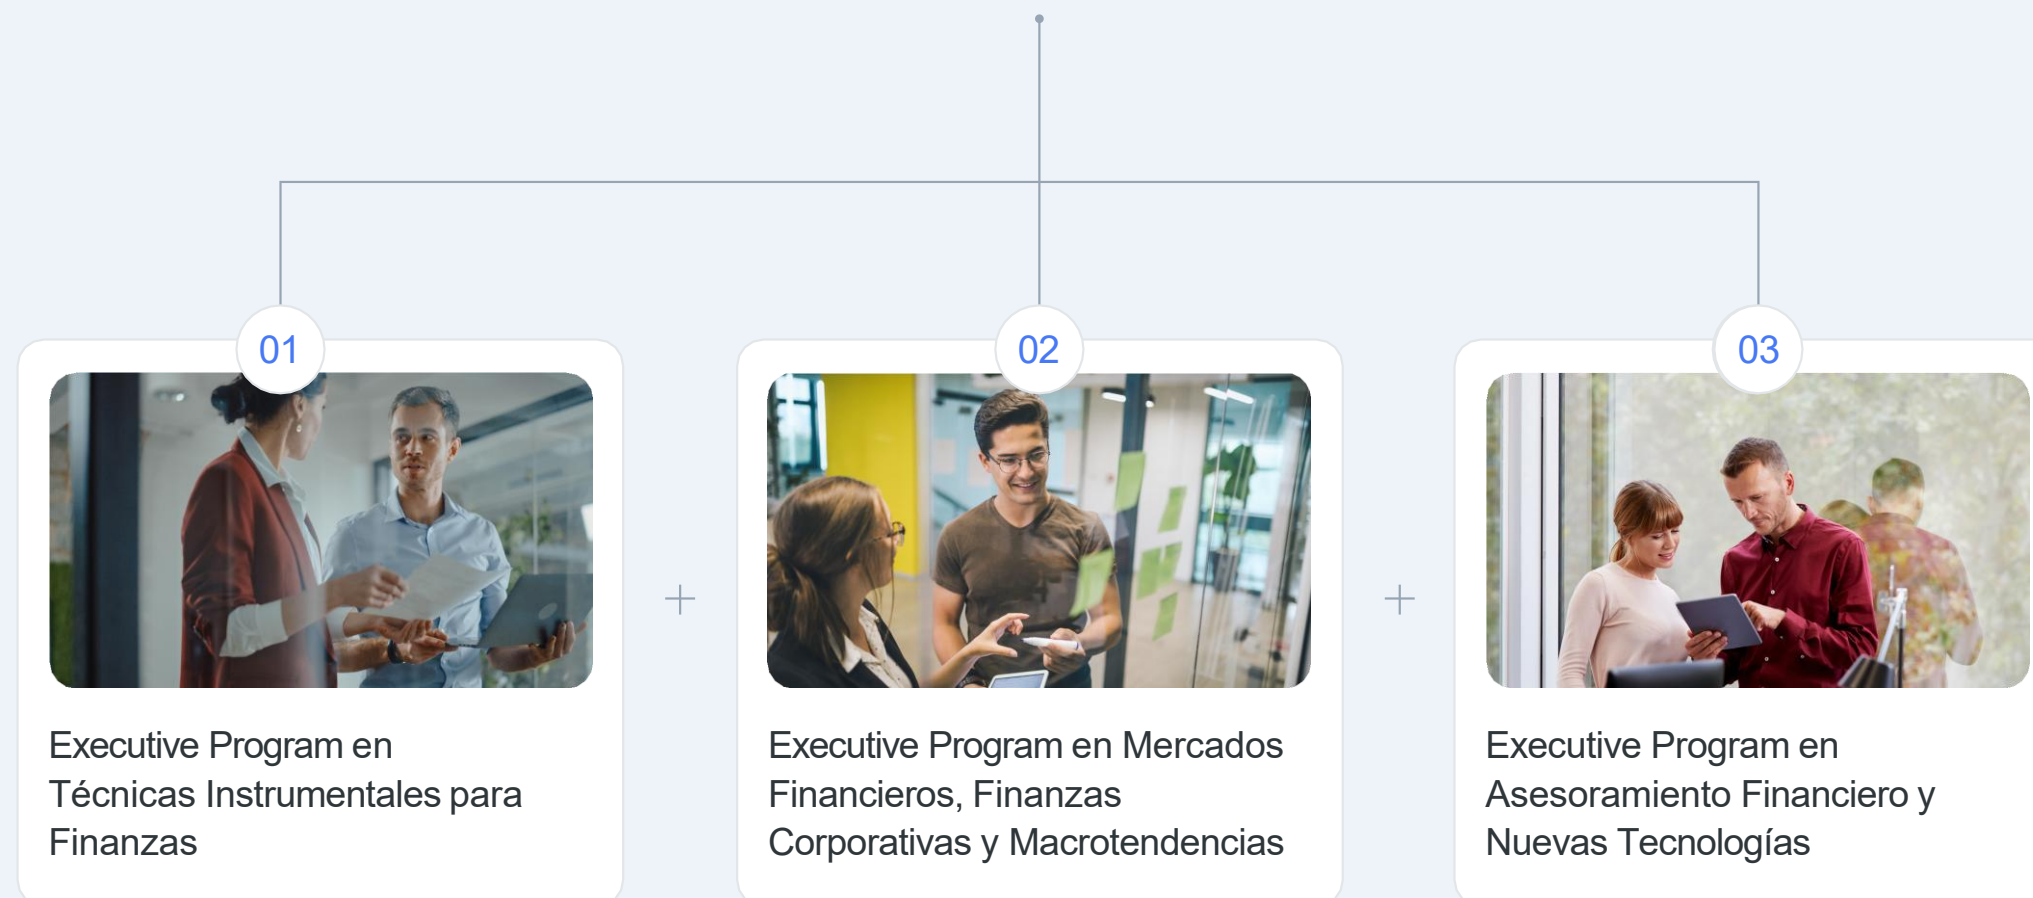 01
02
03
Executive Program en
Técnicas Instrumentales para
Finanzas
Executive Program en Mercados
Financieros, Finanzas
Corporativas y Macrotendencias
Executive Program en
Asesoramiento Financiero y
Nuevas Tecnologías